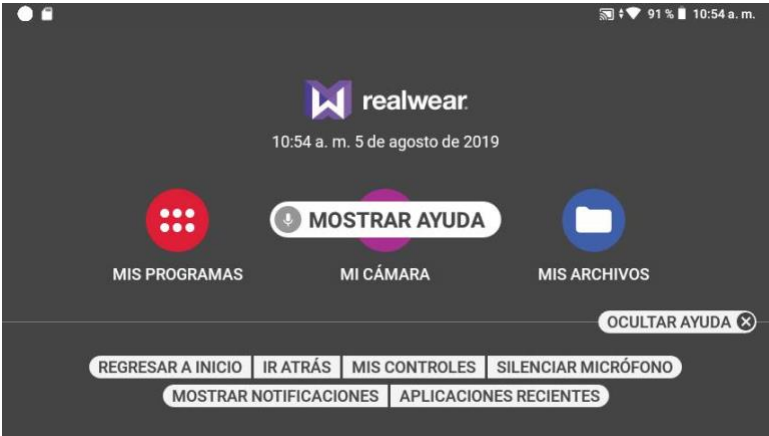 91 % 10:54 a. m.
realwear
10:54 a. m. 5 de agosto de 2019
MOSTRAR AYUDA
MIS PROGRAMAS MI CÁMARA MIS ARCHIVOS
OCULTAR AYUDA
REGRESAR A INICIO IR ATRÁS MIS CONTROLES SILENCIAR MICRÓFONO
MOSTRAR NOTIFICACIONES APLICACIONES RECIENTES